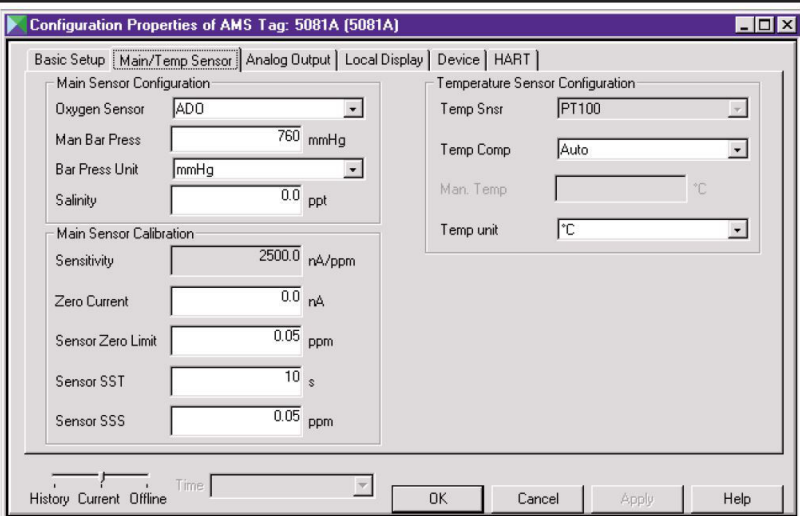 Configuration Properties of AMS Tag: 5081A (5081A)
Basic Setup Main/Temp Sensor Analog Output Local Display Device HART
Main Sensor Configuration
Oxygen Sensor ADO
Man Bar Press 760 mmHg
Bar Press Unit mmHg
Salinity 0.0 ppt
Main Sensor Calibration
Sensitivity 2500.0 nA/ppm
Zero Current 0.0 nA
Sensor Zero Limit 0.05 ppm
Sensor SST 10 s
Sensor SSS 0.05 ppm
Temperature Sensor Configuration
Temp Snsr PT100
Temp Comp Auto
Man. Temp °C
Temp unit °C
History Current Offline
Time
OK Cancel Apply Help